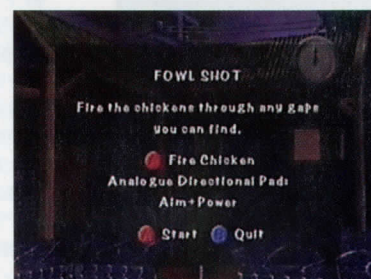 FOWL SHOT
Fire the chickens through any gaps
you can find.
Fire Chicken
Analogue Directional Pad:
Aim+Power
Start Quit